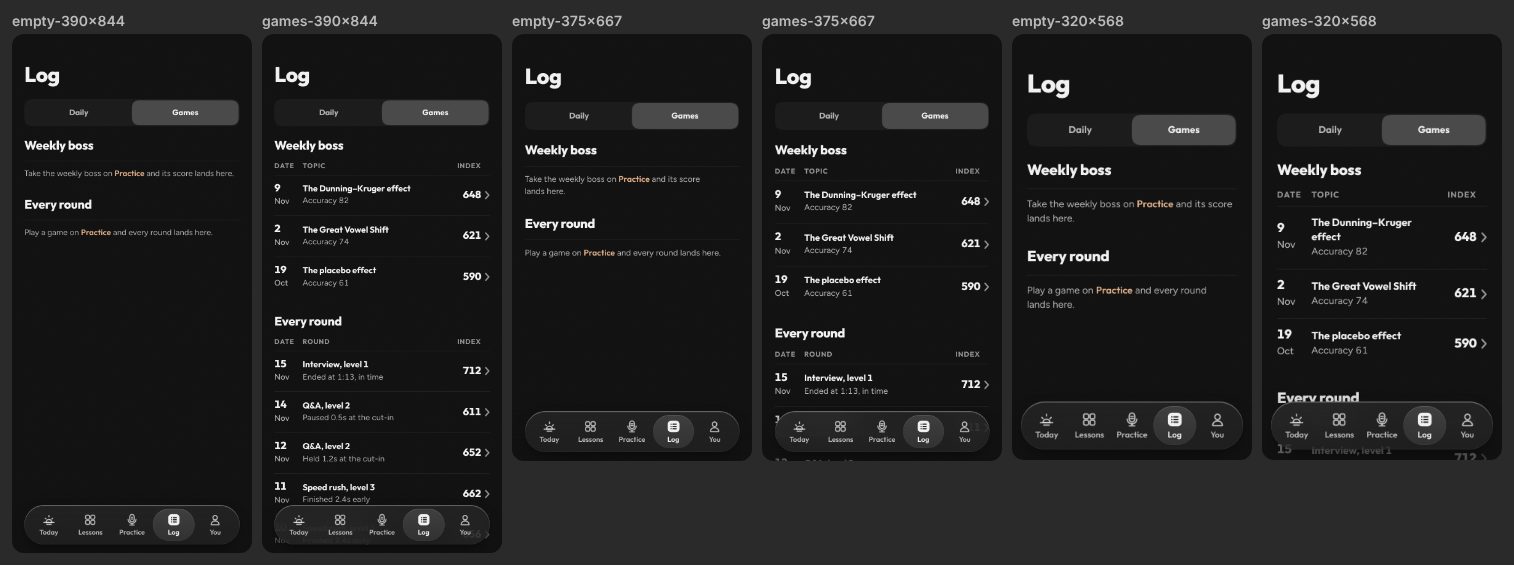 empty-390×844
Log
Daily
Games
Weekly boss
Take the weekly boss on Practice and its score lands here.
Every round
Play a game on Practice and every round lands here.
Today
Lessons
Practice
Log
You
games-390×844
Log
Daily
Games
Weekly boss
DATE TOPIC INDEX
9 Nov The Dunning–Kruger effect 648
Accuracy 82
2 Nov The Great Vowel Shift 621
Accuracy 74
19 Oct The placebo effect 590
Accuracy 61
Every round
DATE ROUND INDEX
15 Nov Interview, level 1 712
Ended at 1:13, in time
14 Nov Q&A, level 2 611
Paused 0.5s at the cut-in
12 Nov Q&A, level 2 652
Held 1.2s at the cut-in
11 Nov Speed rush, level 3 662
Finished 2.4s early
Today
Lessons
Practice
Log
You
empty-375×667
Log
Daily
Games
Weekly boss
Take the weekly boss on Practice and its score
lands here.
Every round
Play a game on Practice and every round lands here.
Today
Lessons
Practice
Log
You
games-375×667
Log
Daily
Games
Weekly boss
DATE TOPIC INDEX
9 Nov The Dunning–Kruger effect 648
Accuracy 82
2 Nov The Great Vowel Shift 621
Accuracy 74
19 Oct The placebo effect 590
Accuracy 61
Every round
DATE ROUND INDEX
15 Nov Interview, level 1 712
Ended at 1:13, in time
Today
Lessons
Practice
Log
You
empty-320×568
Log
Daily
Games
Weekly boss
Take the weekly boss on Practice and its score
lands here.
Every round
Play a game on Practice and every round
lands here.
Today
Lessons
Practice
Log
You
games-320×568
Log
Daily
Games
Weekly boss
DATE TOPIC INDEX
9 Nov The Dunning–Kruger
effect 648
Accuracy 82
2 Nov The Great Vowel Shift 621
Accuracy 74
19 Oct The placebo effect 590
Accuracy 61
Every round
Today
Lessons
Practice
Log
You
15 Interview, level 1 712